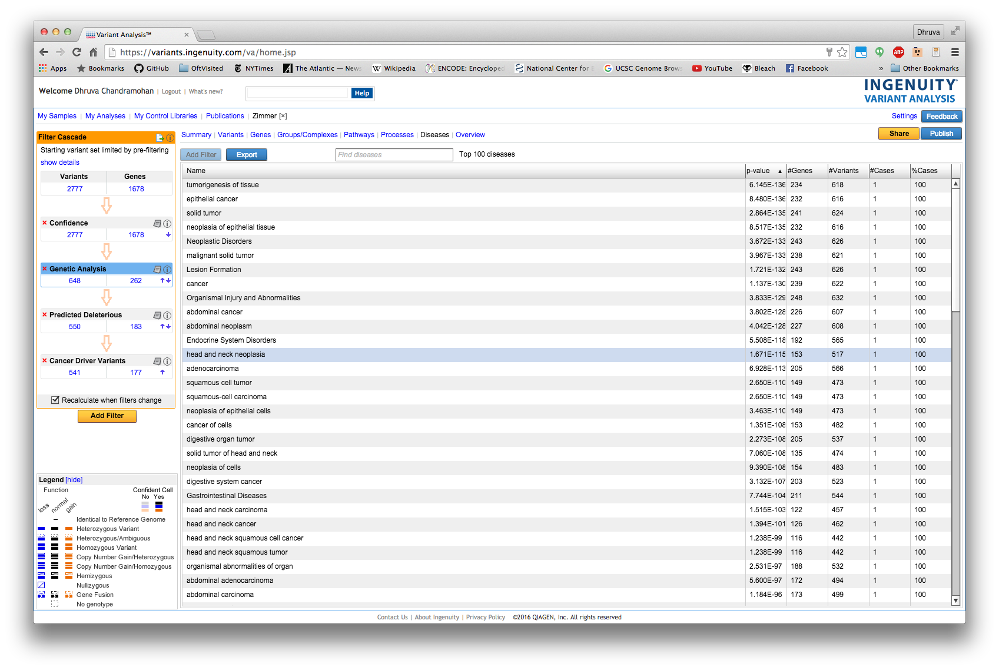 Variant Analysis™
Dhruva
https://variants.ingenuity.com/va/home.jsp
Apps Bookmarks GitHub OftVisited NYTimes The Atlantic — News Wikipedia ENCODE: Encycloped National Center for B UCSC Genome Brows YouTube Bleach Facebook » Other Bookmarks
Welcome Dhruva Chandramohan | Logout | What's new?
Help
INGENUITY
VARIANT ANALYSIS
My Samples | My Analyses | My Control Libraries | Publications | Zimmer [×]
Settings Feedback
Filter Cascade
Starting variant set limited by pre-filtering
show details
Variants Genes
2777 1678
Confidence
2777 1678
Genetic Analysis
648 262
Predicted Deleterious
550 183
Cancer Driver Variants
541 177
Recalculate when filters change
Add Filter
Legend [hide]
Function Confident Call
No Yes
loss normal gain
Identical to Reference Genome
Heterozygous Variant
Heterozygous/Ambiguous
Homozygous Variant
Copy Number Gain/Heterozygous
Copy Number Gain/Homozygous
Hemizygous
Nullizygous
Gene Fusion
No genotype
Summary | Variants | Genes | Groups/Complexes | Pathways | Processes | Diseases | Overview
Share Publish
Add Filter Export Find diseases Top 100 diseases
Name p-value ▲ #Genes #Variants #Cases %Cases
tumorigenesis of tissue 6.145E-136 234 618 1 100
epithelial cancer 8.480E-136 232 616 1 100
solid tumor 2.864E-135 241 624 1 100
neoplasia of epithelial tissue 8.517E-135 232 616 1 100
Neoplastic Disorders 3.672E-133 243 626 1 100
malignant solid tumor 3.967E-133 238 621 1 100
Lesion Formation 1.721E-132 243 626 1 100
cancer 1.137E-130 239 622 1 100
Organismal Injury and Abnormalities 3.833E-129 248 632 1 100
abdominal cancer 3.802E-128 226 607 1 100
abdominal neoplasm 4.042E-128 227 608 1 100
Endocrine System Disorders 5.508E-118 192 565 1 100
head and neck neoplasia 1.671E-115 153 517 1 100
adenocarcinoma 6.928E-113 205 566 1 100
squamous cell tumor 2.650E-110 149 473 1 100
squamous-cell carcinoma 2.650E-110 149 473 1 100
neoplasia of epithelial cells 3.463E-110 149 473 1 100
cancer of cells 1.351E-108 153 482 1 100
digestive organ tumor 2.273E-108 205 537 1 100
solid tumor of head and neck 7.060E-108 135 474 1 100
neoplasia of cells 9.390E-108 154 483 1 100
digestive system cancer 3.132E-107 203 523 1 100
Gastrointestinal Diseases 7.744E-104 211 544 1 100
head and neck carcinoma 1.515E-103 122 457 1 100
head and neck cancer 1.394E-101 126 462 1 100
head and neck squamous cell cancer 1.238E-99 116 442 1 100
head and neck squamous tumor 1.238E-99 116 442 1 100
organismal abnormalities of organ 2.531E-97 188 532 1 100
abdominal adenocarcinoma 5.600E-97 172 494 1 100
abdominal carcinoma 1.184E-96 173 499 1 100
Contact Us | About Ingenuity | Privacy Policy ©2016 QIAGEN, Inc. All rights reserved